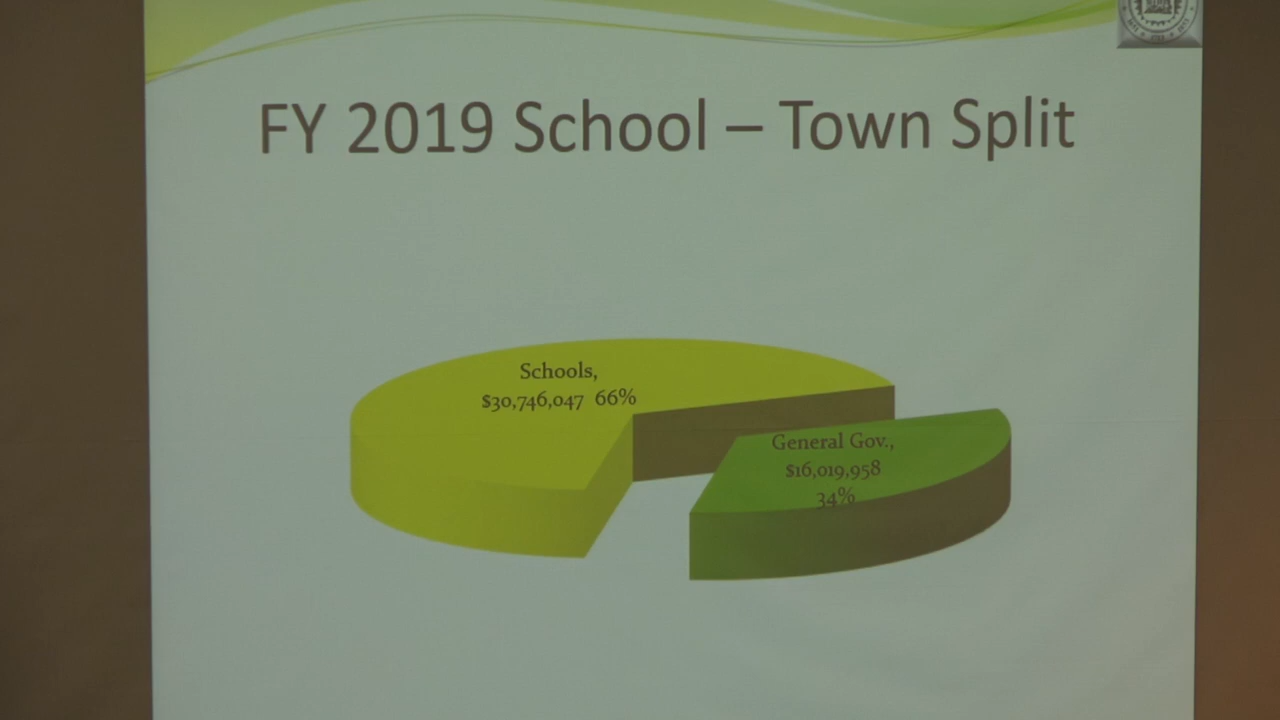 FY 2019 School – Town Split
Schools,
$30,746,047 66%
General Gov.,
$16,019,958
34%